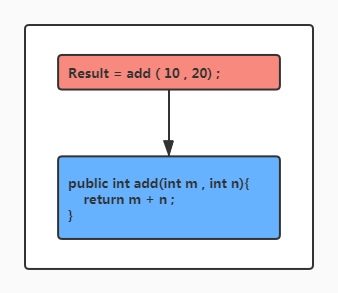 Result = add ( 10 , 20) ;
public int add(int m , int n){
return m + n ;
}